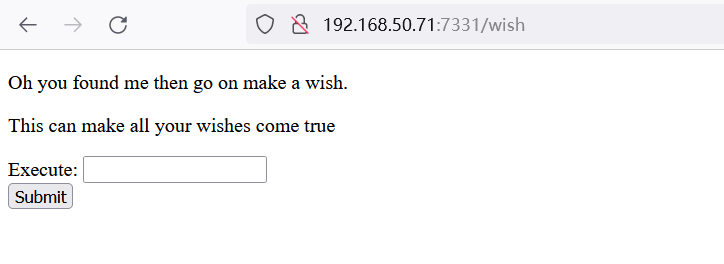 192.168.50.71:7331/wish
Oh you found me then go on make a wish.
This can make all your wishes come true
Execute:
Submit